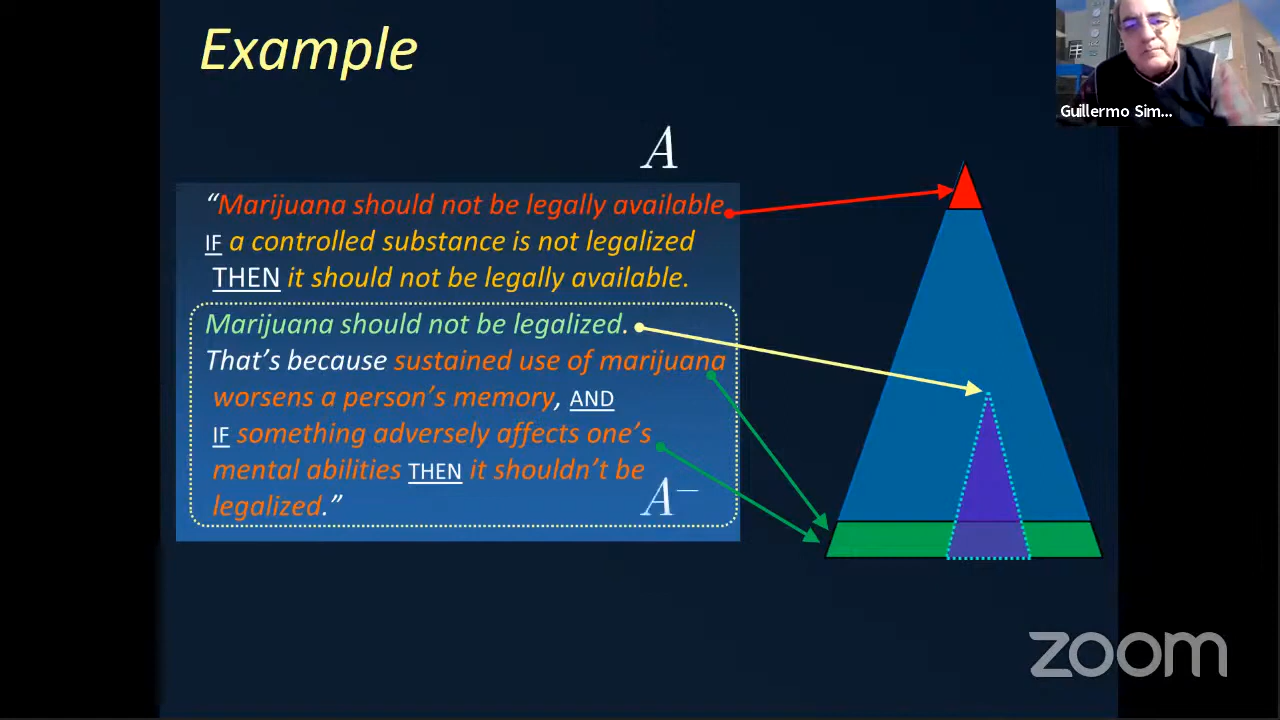 Example
Guillermo Sim...
A
“Marijuana should not be legally available
IF a controlled substance is not legalized
THEN it should not be legally available.
Marijuana should not be legalized.
That’s because sustained use of marijuana
worsens a person’s memory, AND
IF something adversely affects one’s
mental abilities THEN it shouldn’t be
legalized.”
A⁻
zoom